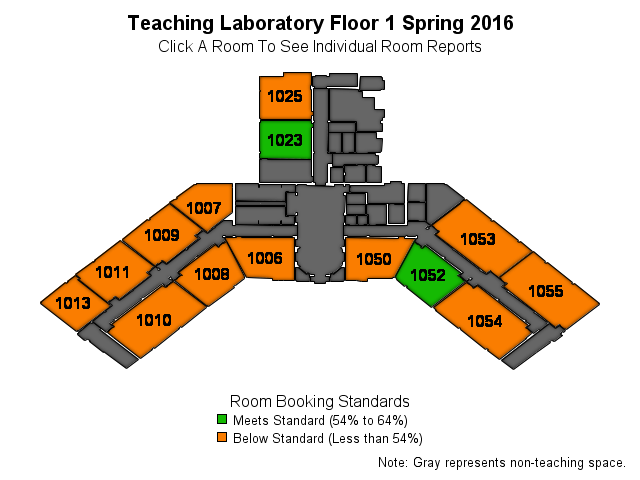 Teaching Laboratory Floor 1 Spring 2016
Click A Room To See Individual Room Reports
1025
1023
1007
1009
1053
1006
1050
1011
1008
1052
1055
1013
1010
1054
Room Booking Standards
Meets Standard (54% to 64%)
Below Standard (Less than 54%)
Note: Gray represents non-teaching space.